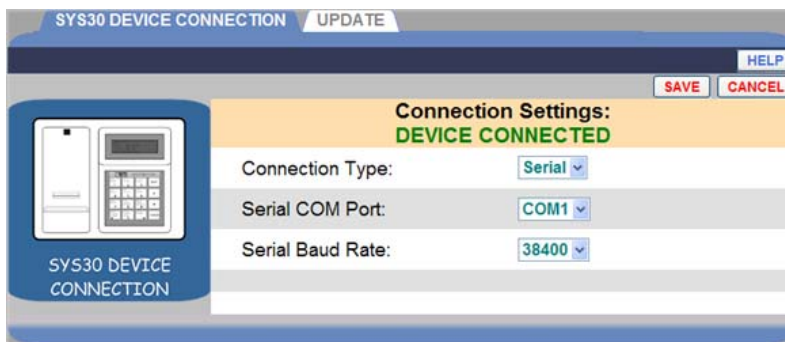 SYS30 DEVICE CONNECTION
UPDATE
HELP
SAVE
CANCEL
Connection Settings:
DEVICE CONNECTED
Connection Type:
Serial
Serial COM Port:
COM1
Serial Baud Rate:
38400
SYS30 DEVICE
CONNECTION